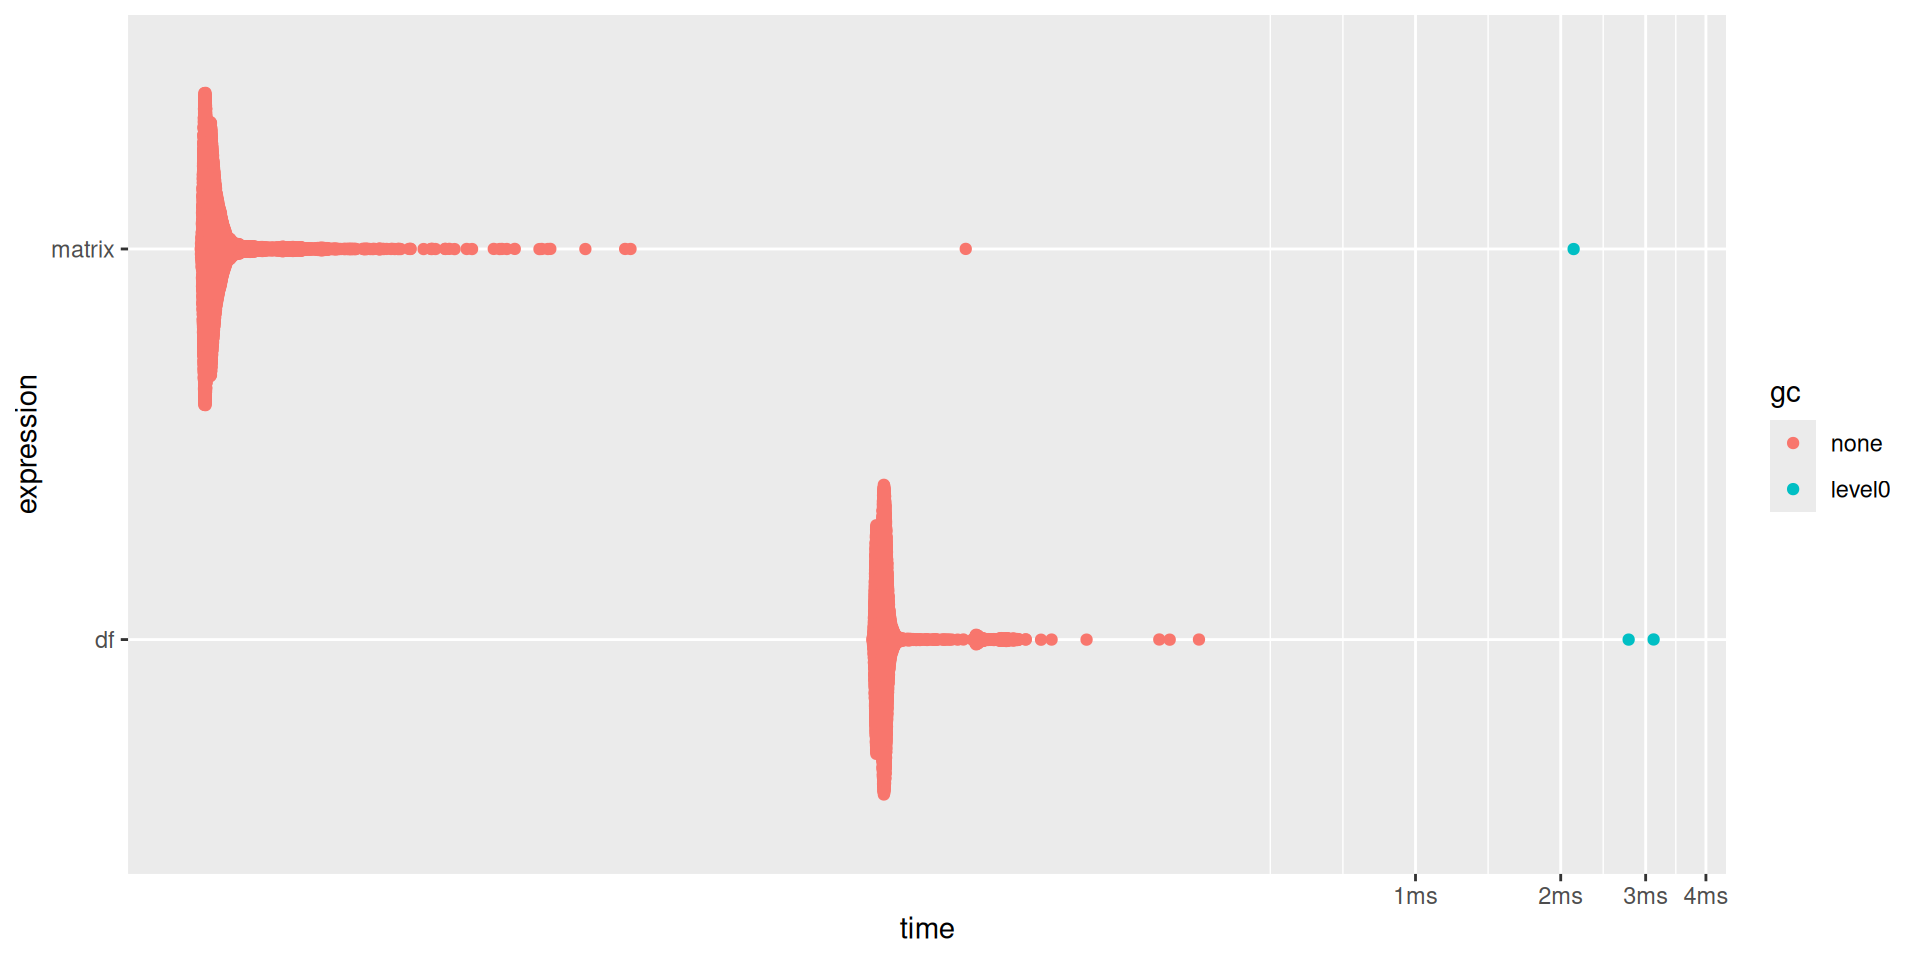 expression
matrix
df
1ms 2ms 3ms 4ms
time
gc
none
level0